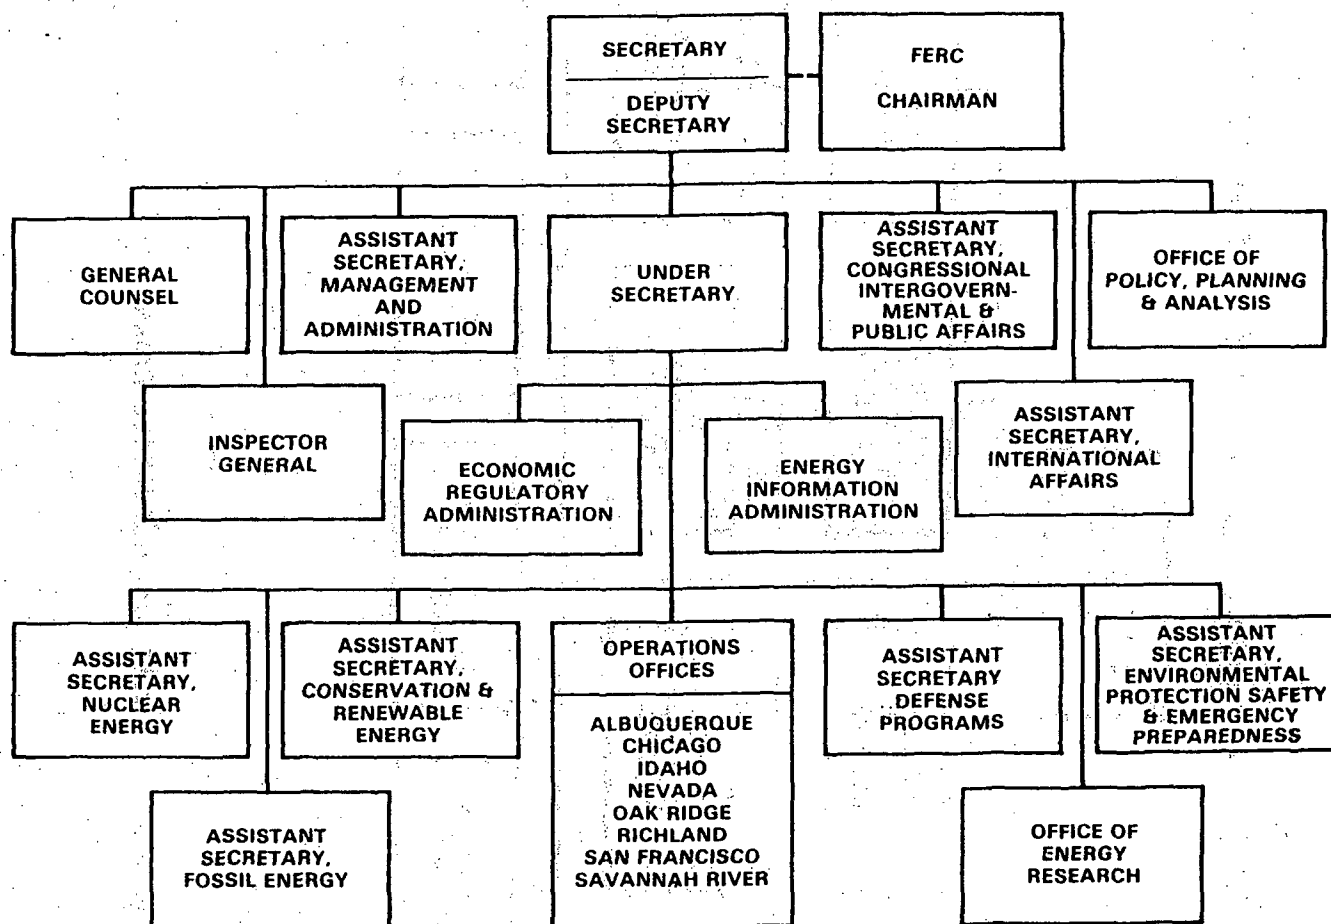 SECRETARY
DEPUTY
SECRETARY
FERC
CHAIRMAN
GENERAL
COUNSEL
ASSISTANT
SECRETARY,
MANAGEMENT
AND
ADMINISTRATION
UNDER
SECRETARY
ASSISTANT
SECRETARY,
CONGRESSIONAL
INTERGOVERN-
MENTAL &
PUBLIC AFFAIRS
OFFICE OF
POLICY, PLANNING
& ANALYSIS
INSPECTOR
GENERAL
ECONOMIC
REGULATORY
ADMINISTRATION
ENERGY
INFORMATION
ADMINISTRATION
ASSISTANT
SECRETARY,
INTERNATIONAL
AFFAIRS
ASSISTANT
SECRETARY,
NUCLEAR
ENERGY
ASSISTANT
SECRETARY,
CONSERVATION &
RENEWABLE
ENERGY
OPERATIONS
OFFICES
ALBUQUERQUE
CHICAGO
IDAHO
NEVADA
OAK RIDGE
RICHLAND
SAN FRANCISCO
SAVANNAH RIVER
ASSISTANT
SECRETARY
DEFENSE
PROGRAMS
ASSISTANT
SECRETARY,
ENVIRONMENTAL
PROTECTION SAFETY
& EMERGENCY
PREPAREDNESS
ASSISTANT
SECRETARY,
FOSSIL ENERGY
OFFICE OF
ENERGY
RESEARCH